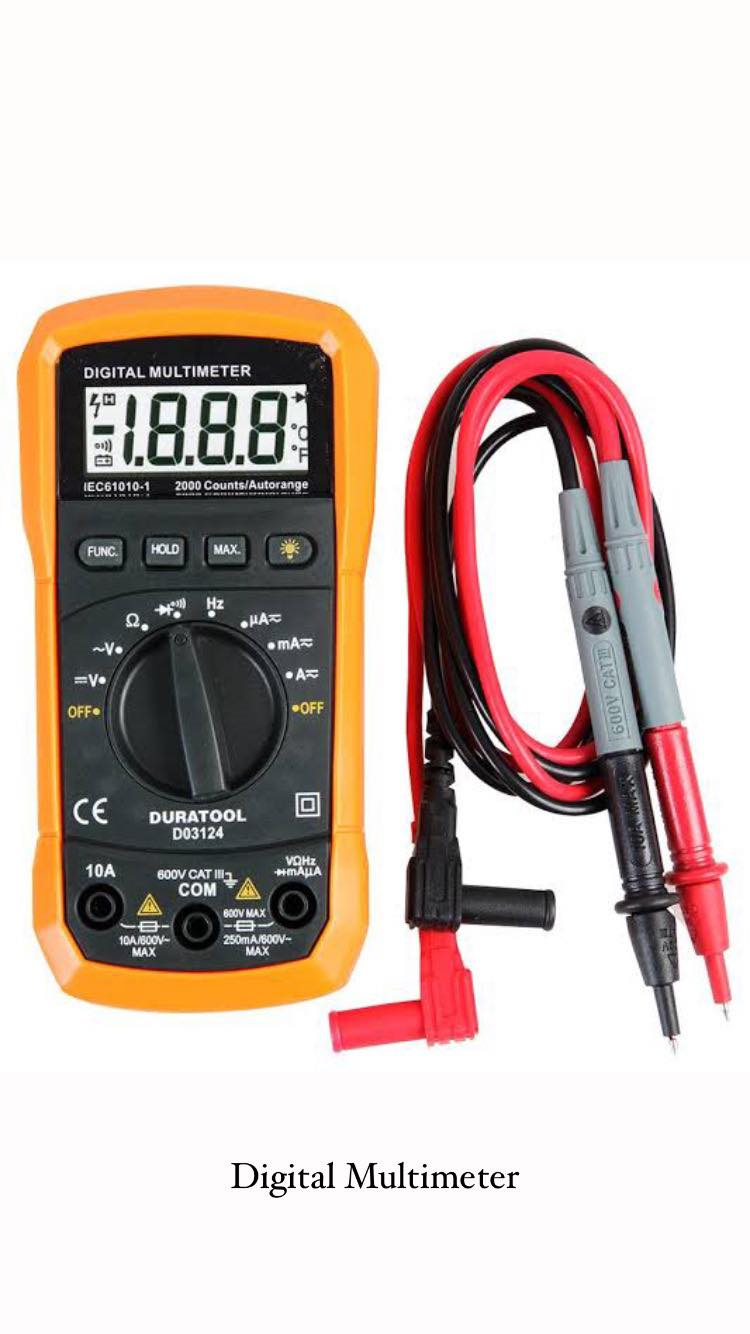 DIGITAL MULTIMETER
H
-1.8.8.8
°C
°F
IEC61010-1 2000 Counts/Autorange
FUNC. HOLD MAX.
Hz
Ω
µA
~V mA
V A
OFF OFF
CE
DURATOOL
D03124
10A 600V CAT III VΩHz
COM mAµA
10A/600V~ 600V MAX
MAX 250mA/600V~
MAX
600V CAT III
10A MAX
Digital Multimeter